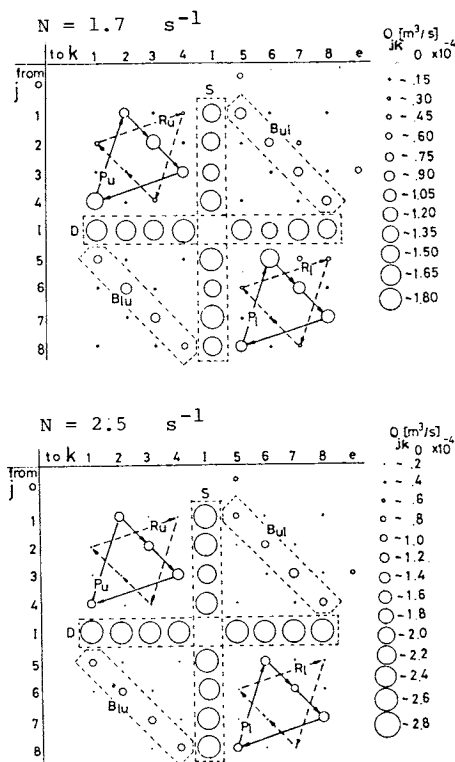 N = 1.7 s⁻¹
to k 1 2 3 4 I 5 6 7 8 e
from
j o
S
1
2
3
4
I
5
6
7
8
D
Ru
Pu
Bul
Blu
Rl
Pl
Q [m³/s]
jk 0 ×10⁻⁴
~ .15
~ .30
~ .45
~ .60
~ .75
~ .90
~1.05
~1.20
~1.35
~1.50
~1.65
~1.80
N = 2.5 s⁻¹
to k 1 2 3 4 I 5 6 7 8 e
from
j o
S
1
2
3
4
I
5
6
7
8
D
Ru
Pu
Bul
Blu
Rl
Pl
Q [m³/s]
jk 0 ×10⁻⁴
~ .2
~ .4
~ .6
~ .8
~ 1.0
~1.2
~1.4
~1.6
~1.8
~2.0
~2.2
~2.4
~2.6
~2.8